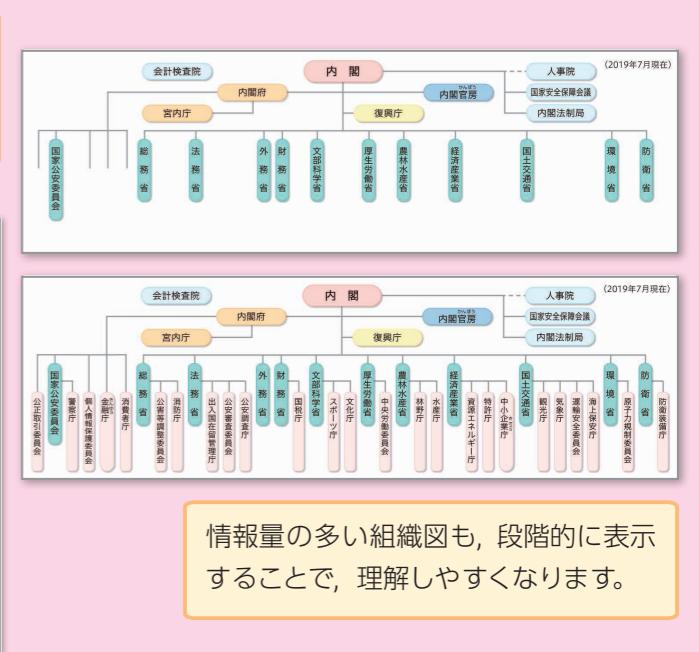 会計検査院
内 閣
人事院
(2019年7月現在)
内閣府
かんぼう
内閣官房
国家安全保障会議
宮内庁
復興庁
内閣法制局
国家公安委員会
総務省
法務省
外務省
財務省
文部科学省
厚生労働省
農林水産省
経済産業省
国土交通省
環境省
防衛省
会計検査院
内 閣
人事院
(2019年7月現在)
内閣府
かんぼう
内閣官房
国家安全保障会議
宮内庁
復興庁
内閣法制局
公正取引委員会
国家公安委員会
警察庁
個人情報保護委員会
金融庁
消費者庁
総務省
公害等調整委員会
消防庁
法務省
出入国在留管理庁
公安審査委員会
公安調査庁
外務省
財務省
国税庁
文部科学省
スポーツ庁
文化庁
厚生労働省
中央労働委員会
農林水産省
林野庁
水産庁
経済産業省
資源エネルギー庁
特許庁
中小企業庁
国土交通省
観光庁
気象庁
運輸安全委員会
海上保安庁
環境省
原子力規制委員会
防衛省
防衛装備庁
情報量の多い組織図も, 段階的に表示
することで, 理解しやすくなります。